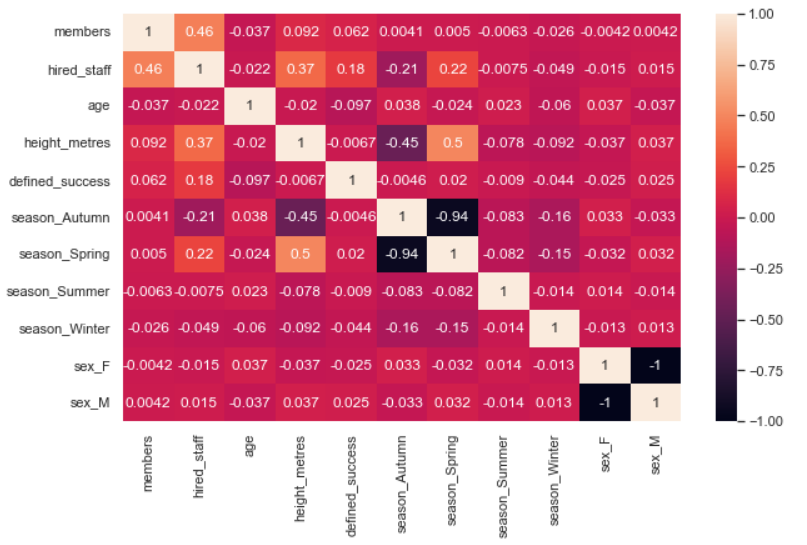 members 1 0.46 -0.037 0.092 0.062 0.0041 0.005 -0.0063 -0.026 -0.0042 0.0042
hired_staff 0.46 1 -0.022 0.37 0.18 -0.21 0.22 -0.0075 -0.049 -0.015 0.015
age -0.037 -0.022 1 -0.02 -0.097 0.038 -0.024 0.023 -0.06 0.037 -0.037
height_metres 0.092 0.37 -0.02 1 -0.0067 -0.45 0.5 -0.078 -0.092 -0.037 0.037
defined_success 0.062 0.18 -0.097 -0.0067 1 -0.0046 0.02 -0.009 -0.044 -0.025 0.025
season_Autumn 0.0041 -0.21 0.038 -0.45 -0.0046 1 -0.94 -0.083 -0.16 0.033 -0.033
season_Spring 0.005 0.22 -0.024 0.5 0.02 -0.94 1 -0.082 -0.15 -0.032 0.032
season_Summer -0.0063 -0.0075 0.023 -0.078 -0.009 -0.083 -0.082 1 -0.014 0.014 -0.014
season_Winter -0.026 -0.049 -0.06 -0.092 -0.044 -0.16 -0.15 -0.014 1 -0.013 0.013
sex_F -0.0042 -0.015 0.037 -0.037 -0.025 0.033 -0.032 0.014 -0.013 1 -1
sex_M 0.0042 0.015 -0.037 0.037 0.025 -0.033 0.032 -0.014 0.013 -1 1
members
hired_staff
age
height_metres
defined_success
season_Autumn
season_Spring
season_Summer
season_Winter
sex_F
sex_M
1.00
0.75
0.50
0.25
0.00
−0.25
−0.50
−0.75
−1.00